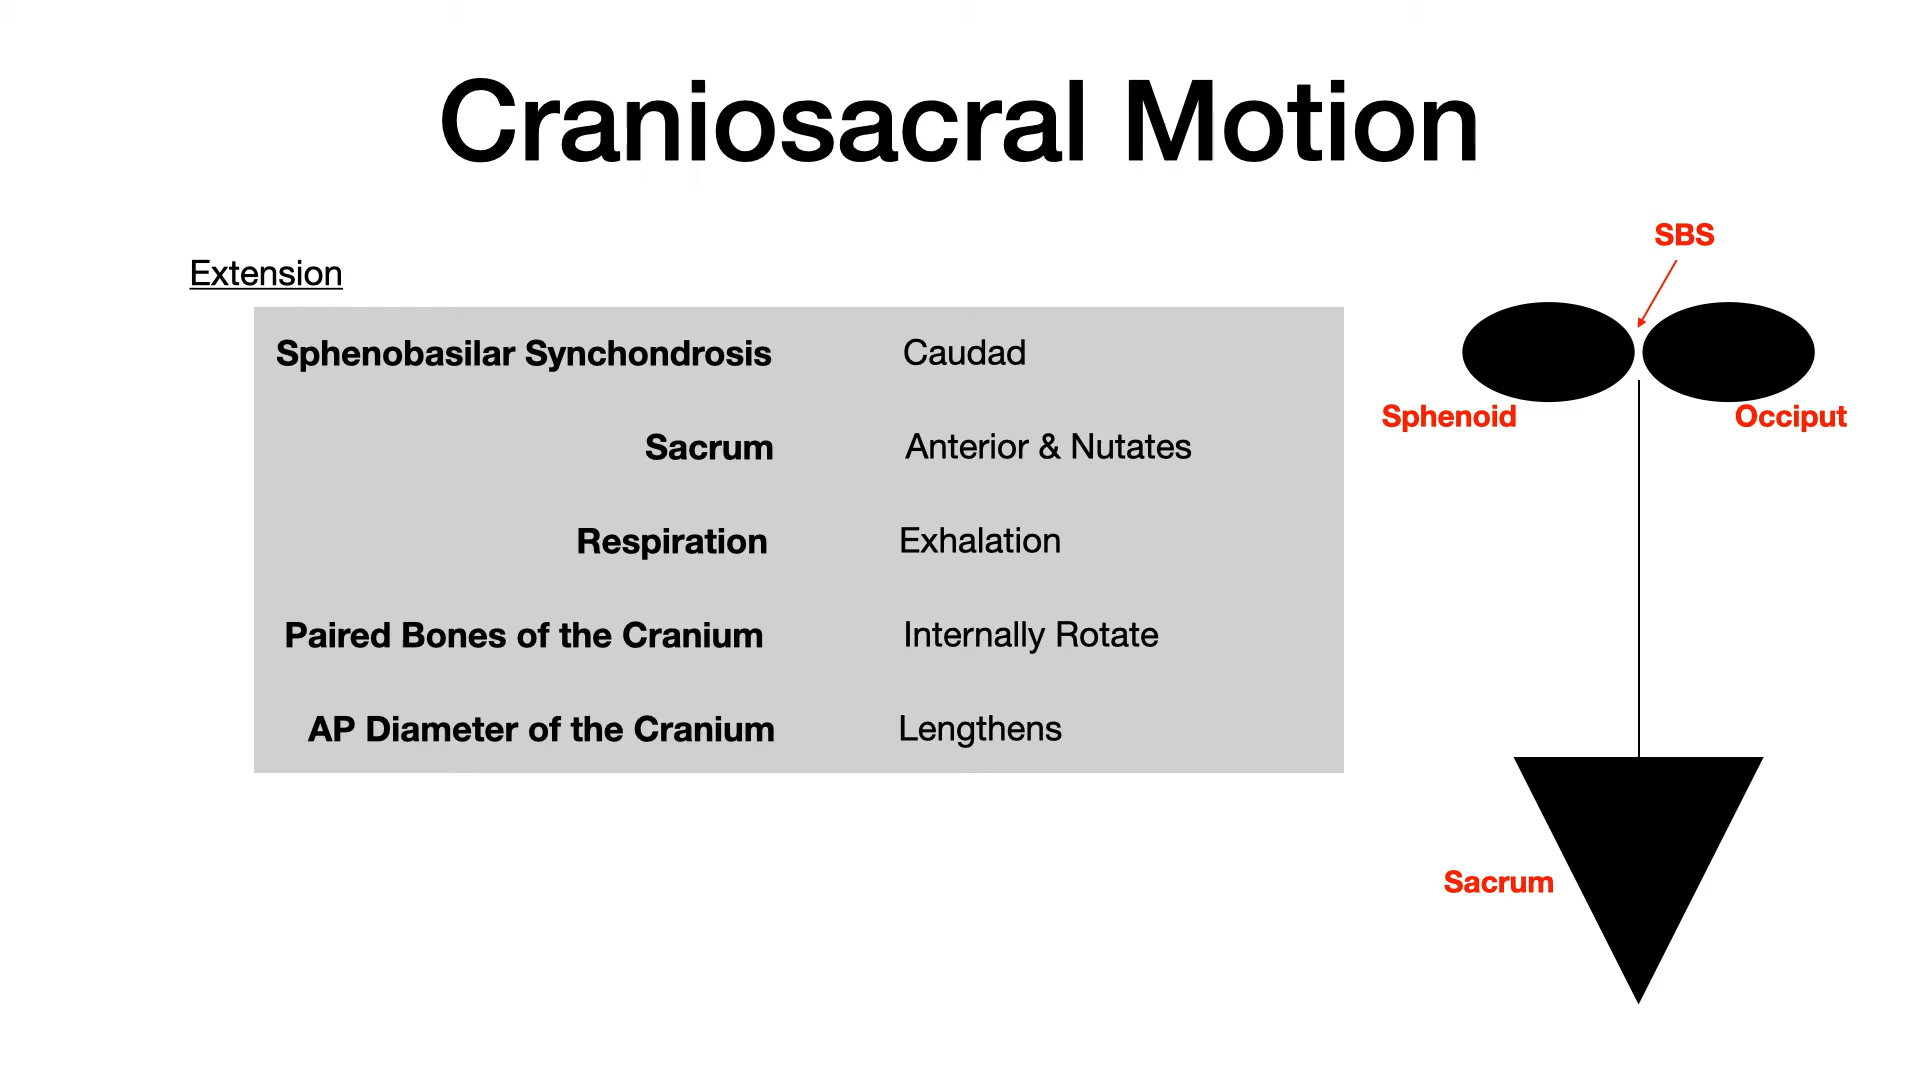 Craniosacral Motion
Extension
Sphenobasilar Synchondrosis Caudad
Sacrum Anterior & Nutates
Respiration Exhalation
Paired Bones of the Cranium Internally Rotate
AP Diameter of the Cranium Lengthens
SBS
Sphenoid
Occiput
Sacrum